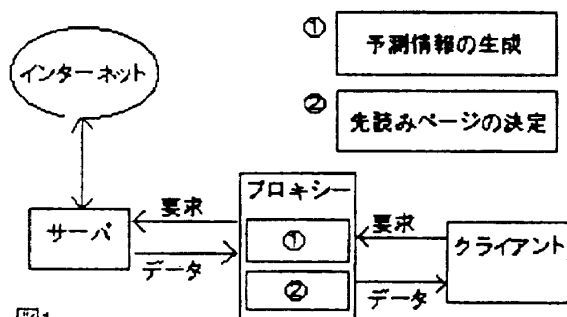 ① 予測情報の生成
② 先読みページの決定
インターネット
サーバ
要求
データ
プロキシー
①
②
要求
データ
クライアント
図1